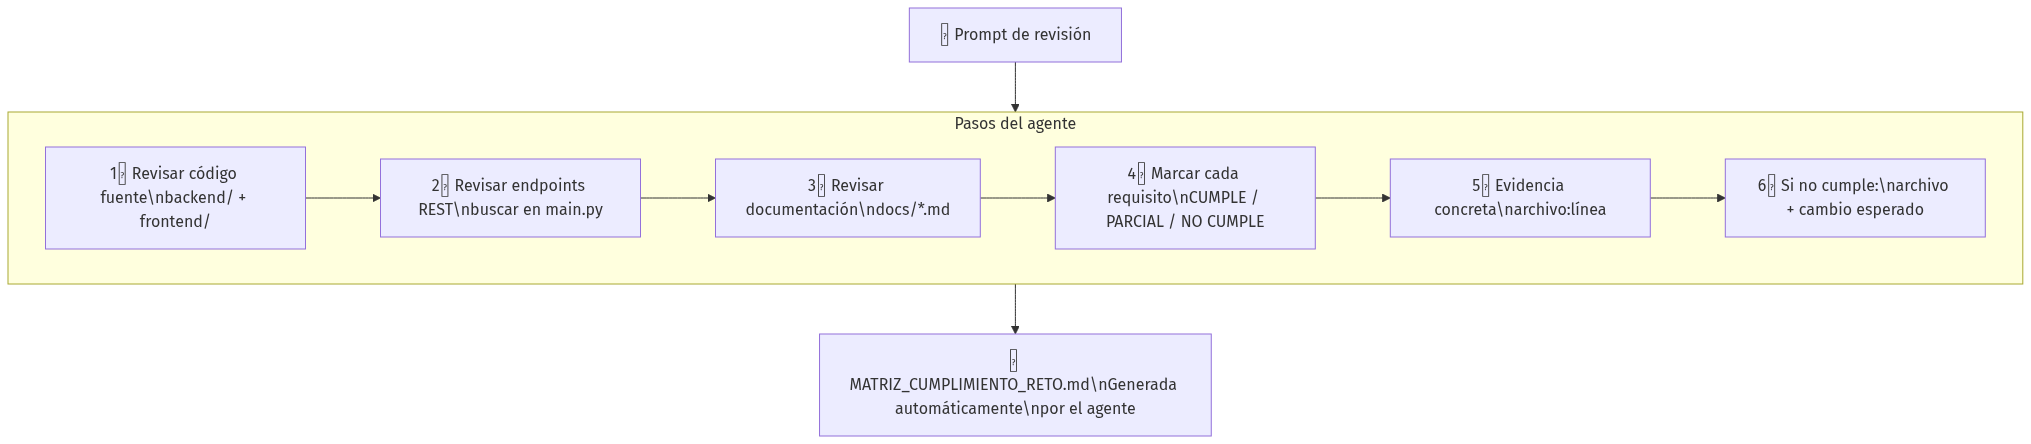 Prompt de revisión
Pasos del agente
1 Revisar código
fuente\nbackend/ +
frontend/
2 Revisar endpoints
REST\nbuscar en main.py
3 Revisar
documentación\ndocs/*.md
4 Marcar cada
requisito\nCUMPLE /
PARCIAL / NO CUMPLE
5 Evidencia
concreta\narchivo:línea
6 Si no cumple:\narchivo
+ cambio esperado
MATRIZ_CUMPLIMIENTO_RETO.md\nGenerada
automáticamente\npor el agente